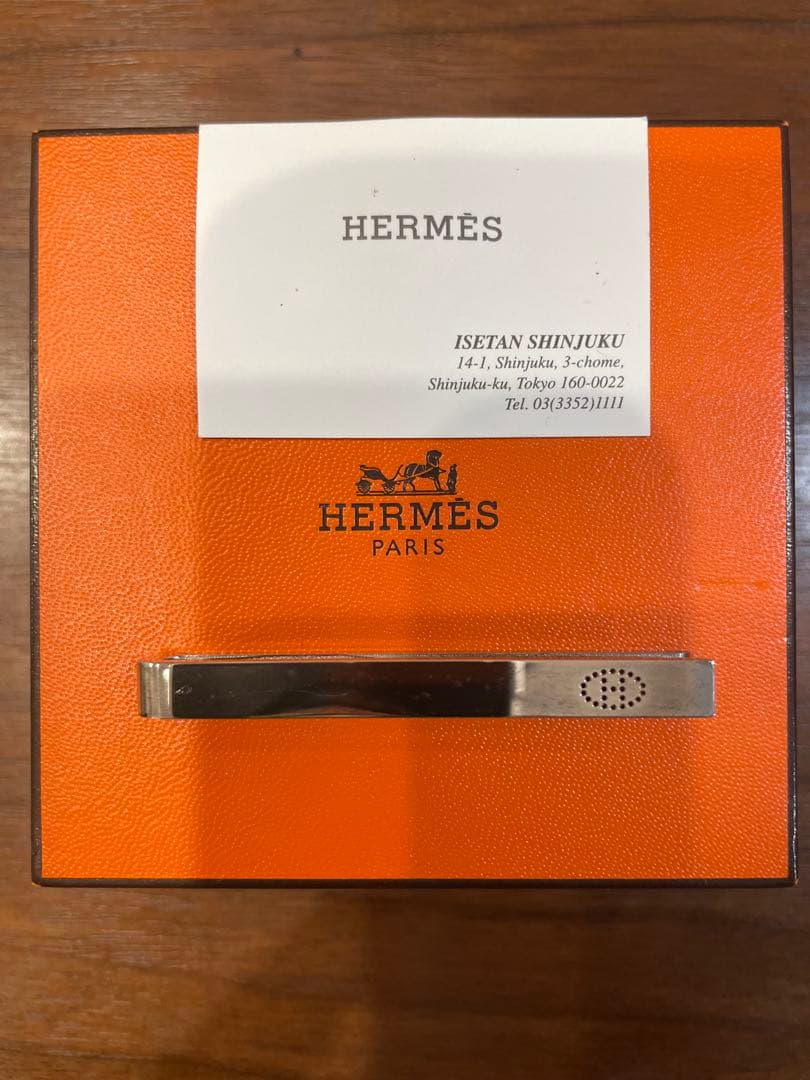 HERMÈS
ISETAN SHINJUKU
14-1, Shinjuku, 3-chome,
Shinjuku-ku, Tokyo 160-0022
Tel. 03(3352)1111
HERMÈS
PARIS
H